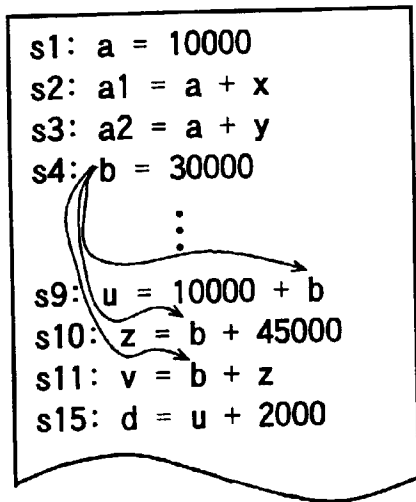 s1: a = 10000
s2: a1 = a + x
s3: a2 = a + y
s4: b = 30000
⋮
s9: u = 10000 + b
s10: z = b + 45000
s11: v = b + z
s15: d = u + 2000